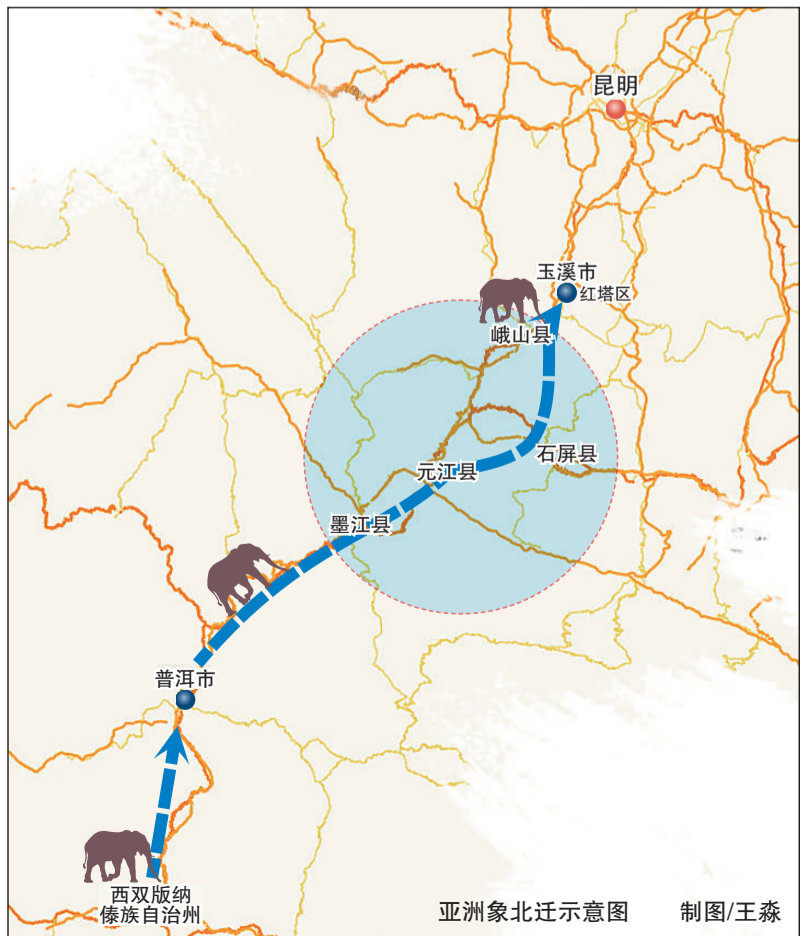 昆明
玉溪市
红塔区
峨山县
石屏县
元江县
墨江县
普洱市
西双版纳
傣族自治州
亚洲象北迁示意图 制图/王淼